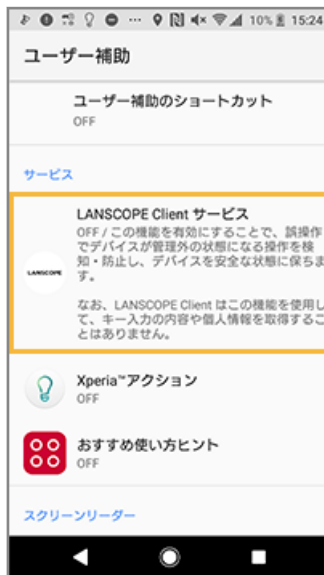 10% 15:24
ユーザー補助
ユーザー補助のショートカット
OFF
サービス
LANSCOPE Client サービス
OFF / この機能を有効にすることで、誤操作
でデバイスが管理外の状態になる操作を検
知・防止し、デバイスを安全な状態に保ちま
す。
LANSCOPE
なお、LANSCOPE Client はこの機能を使用し
て、キー入力の内容や個人情報を取得するこ
とはありません。
Xperia™アクション
OFF
おすすめ使い方ヒント
OFF
スクリーンリーダー